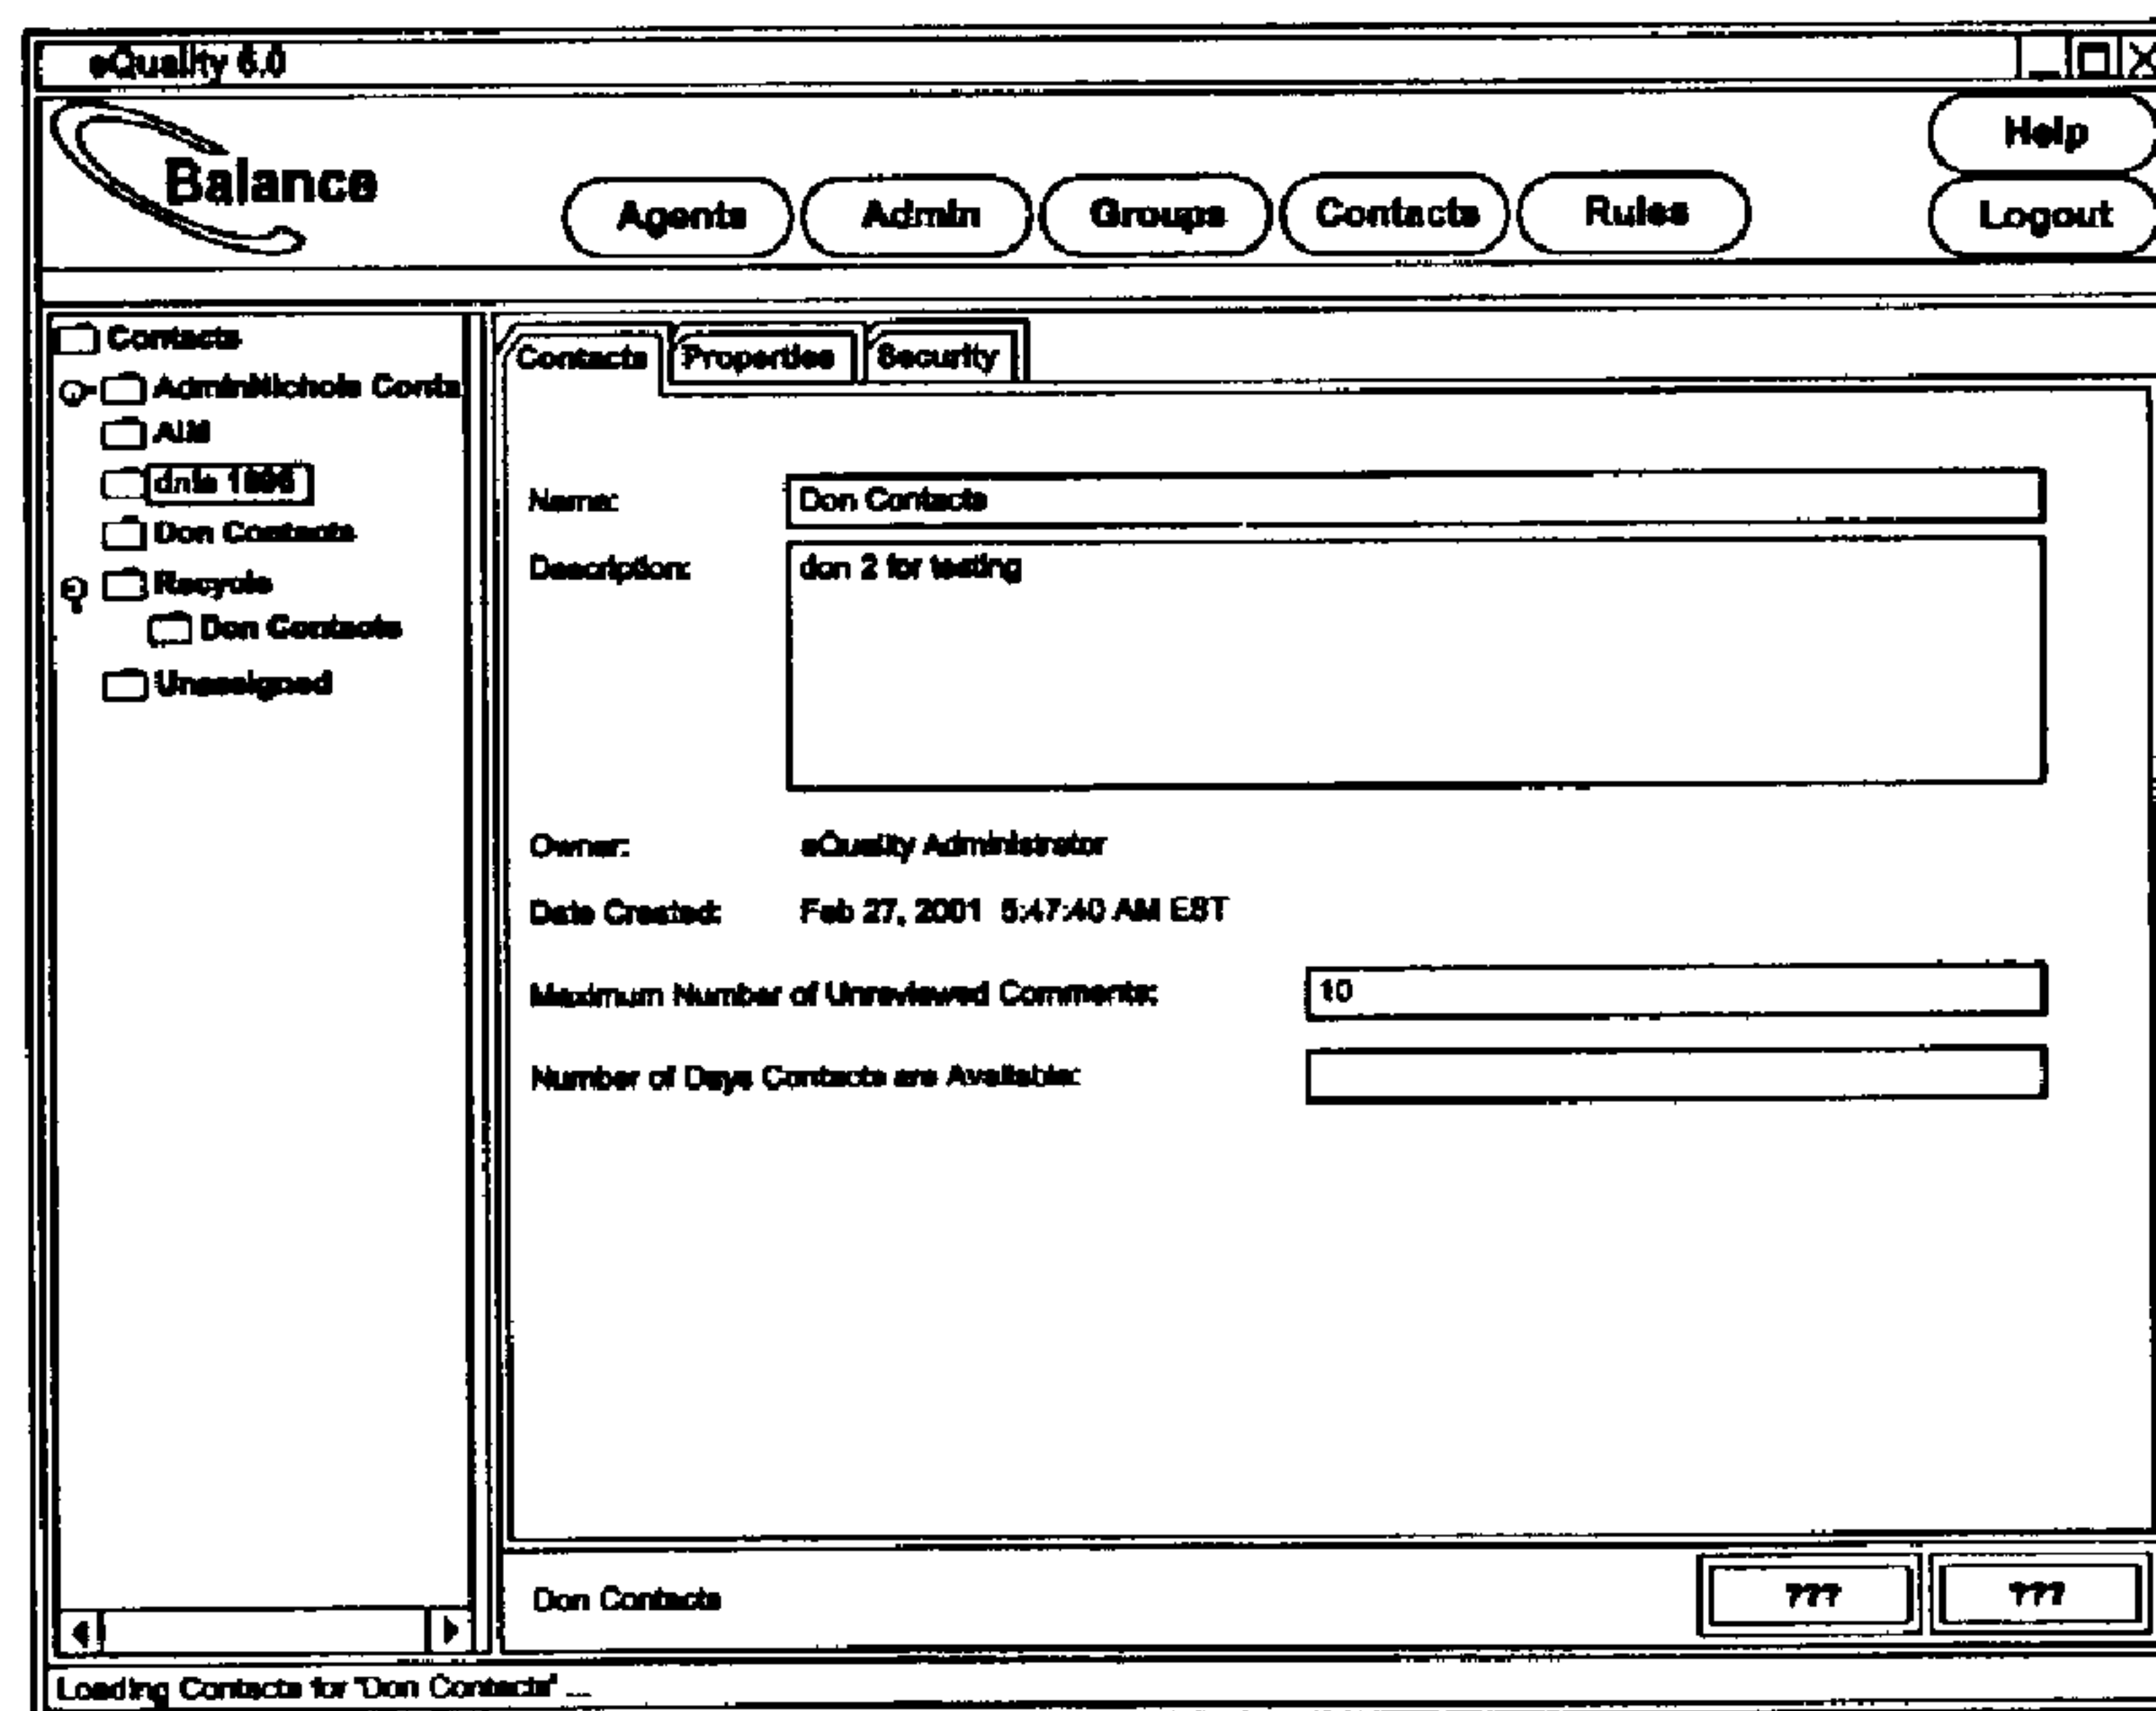 eQuality 6.0
Help
Balance
Agents Admin Groups Contacts Rules
Logout
Contacts
AdminNichols Conta
AIM
Don Contacts
Recycle
Don Contacts
Unassigned
Contacts Properties Security
Name: Don Contacts
Description: don 2 for testing
Owner: eQuality Administrator
Date Created: Feb 27, 2001 5:47:40 AM EST
Maximum Number of Unreviewed Comments: 10
Number of Days Contacts are Available:
Don Contacts ??? ???
Loading Contacts for 'Don Contacts' ...